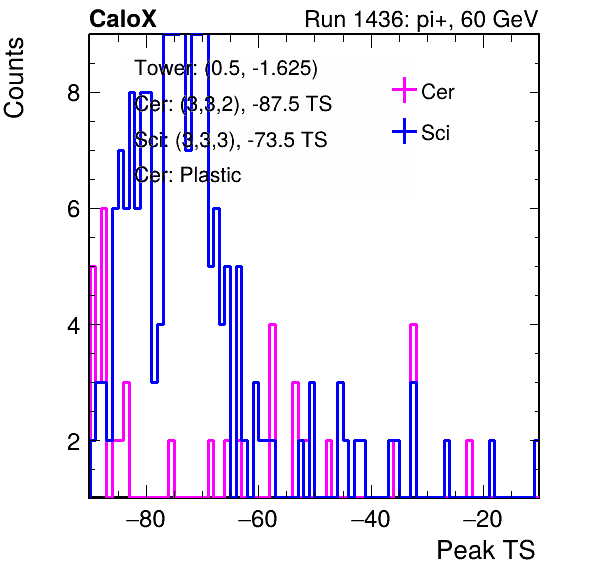 CaloX
Run 1436: pi+, 60 GeV
Counts
Tower: (0.5, -1.625)
Cer: (3,3,2), -87.5 TS
Sci: (3,3,3), -73.5 TS
Cer: Plastic
Cer
Sci
8
6
4
2
−80 −60 −40 −20
Peak TS